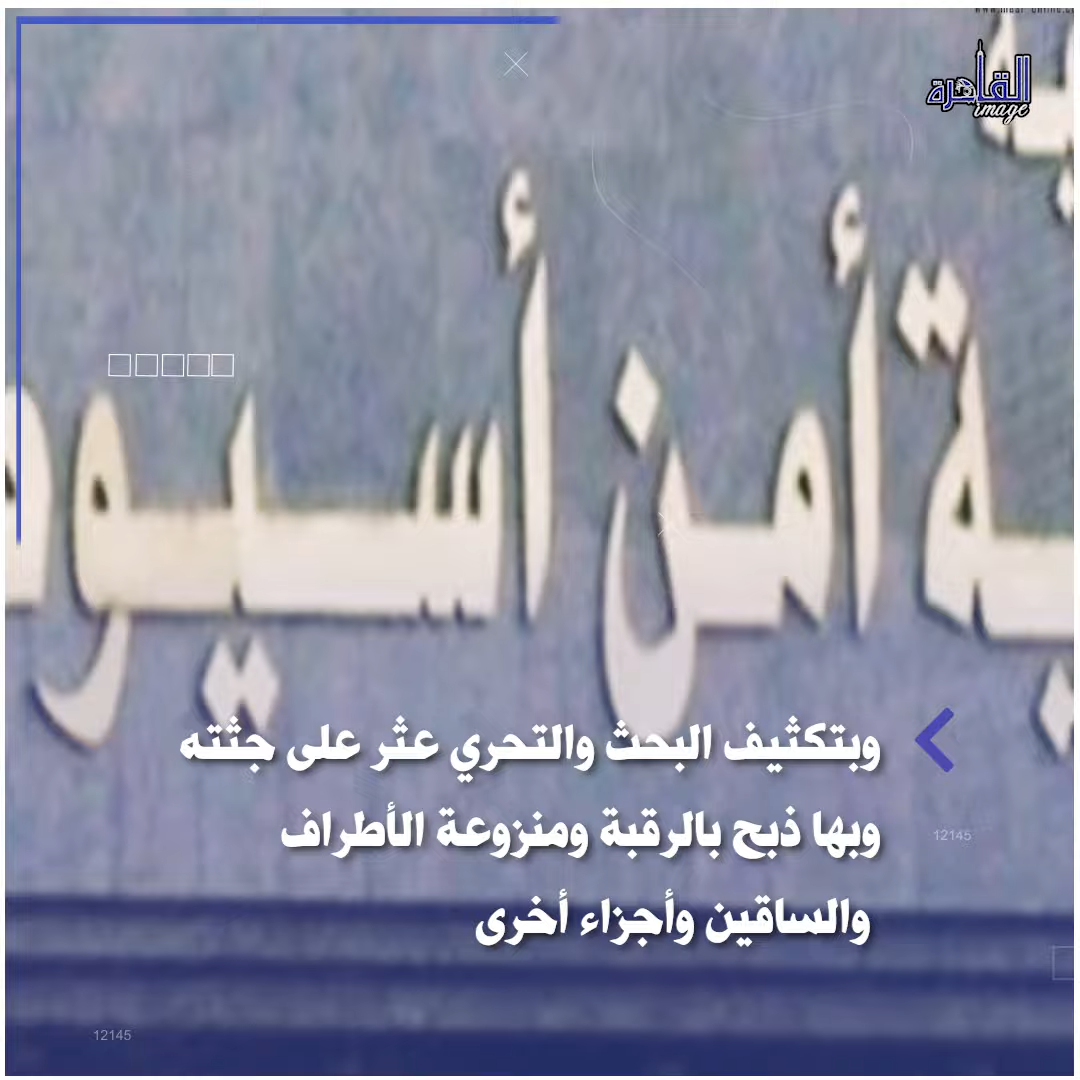 القاهرة
image
أمن
وبتكثيف البحث والتحري عثر على جثته
وبها ذبح بالرقبة ومنزوعة الأطراف
12145
والساقين وأجزاء أخرى
12145